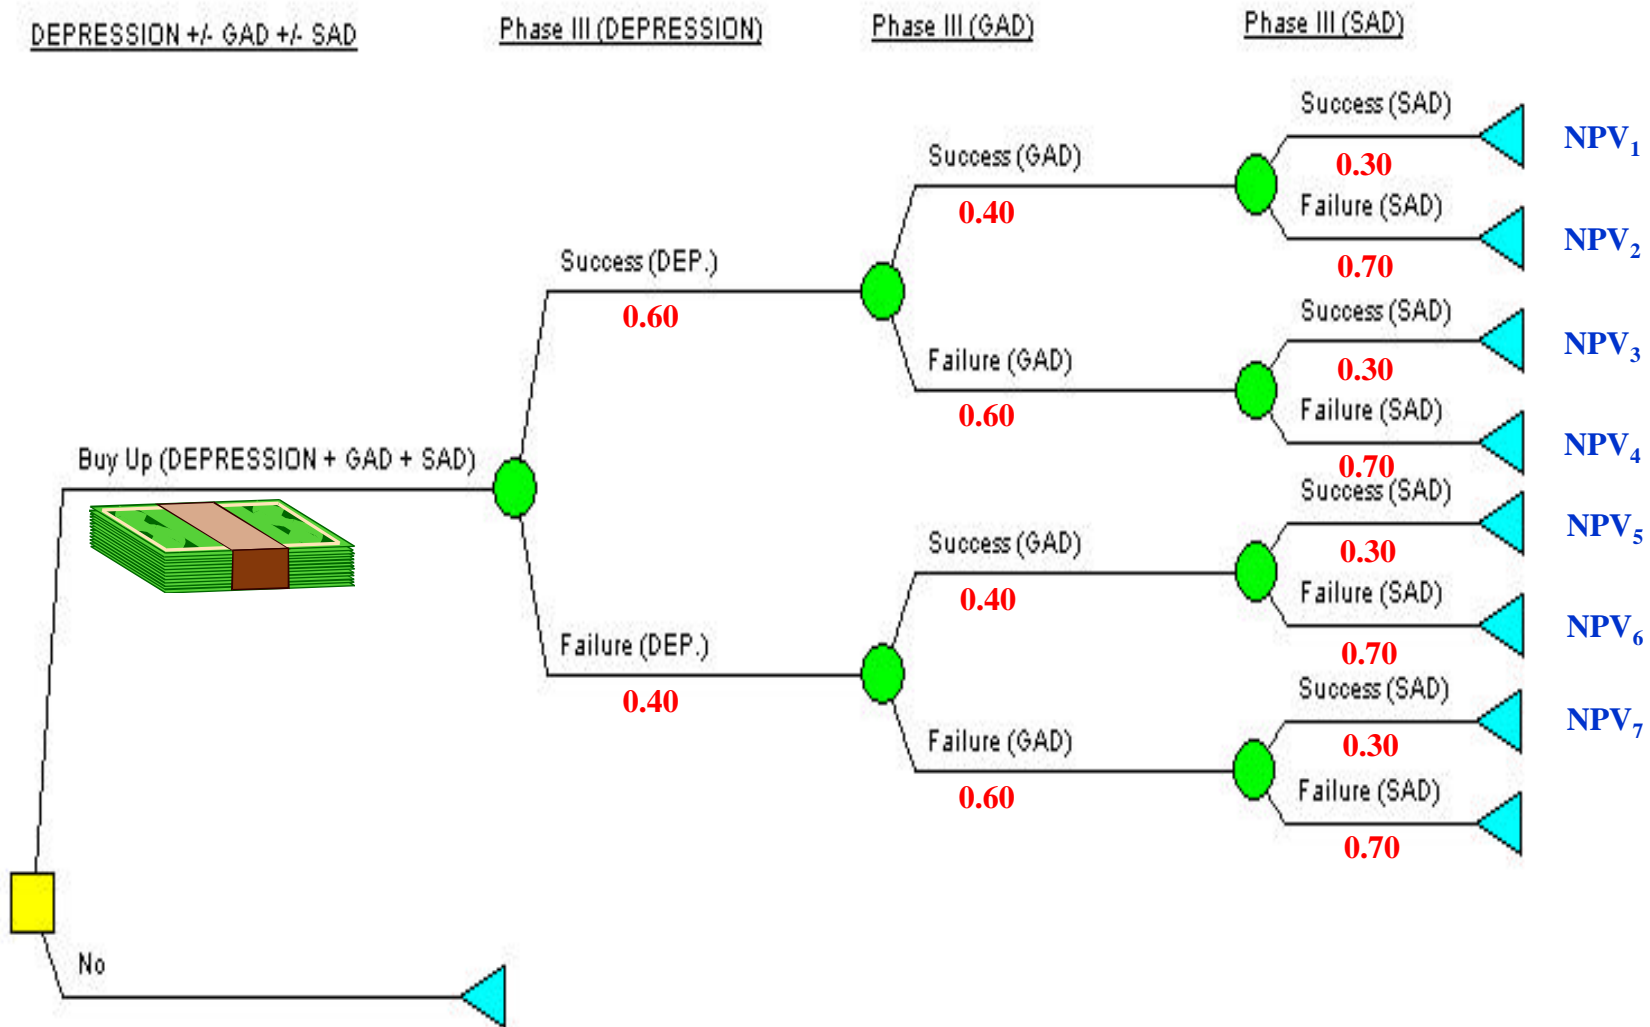 DEPRESSION +/- GAD +/- SAD
Phase III (DEPRESSION)
Phase III (GAD)
Phase III (SAD)
Success (SAD)
NPV1
0.30
Success (GAD)
Failure (SAD)
0.40
NPV2
0.70
Success (DEP.)
0.60
Success (SAD)
NPV3
0.30
Failure (GAD)
Failure (SAD)
0.60
NPV4
0.70
Buy Up (DEPRESSION + GAD + SAD)
Success (SAD)
NPV5
0.30
Success (GAD)
Failure (SAD)
0.40
NPV6
0.70
Failure (DEP.)
0.40
Success (SAD)
NPV7
0.30
Failure (GAD)
Failure (SAD)
0.60
0.70
No